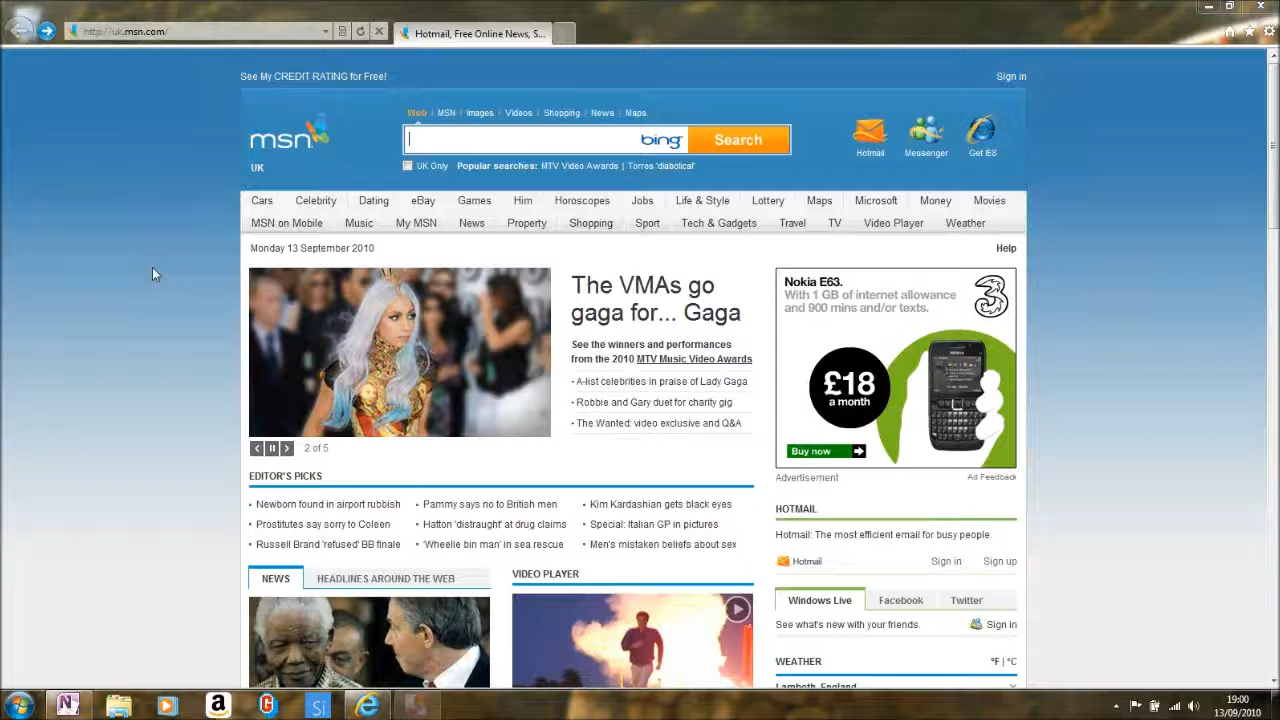 http://uk.msn.com/
Hotmail, Free Online News, S...
See My CREDIT RATING for Free!
Sign in
Web | MSN | Images | Videos | Shopping | News | Maps
msn
UK
bing
Search
UK Only
Popular searches: MTV Video Awards | Torres 'diabolical'
Hotmail
Messenger
Get IE8
Cars
Celebrity
Dating
eBay
Games
Him
Horoscopes
Jobs
Life & Style
Lottery
Maps
Microsoft
Money
Movies
MSN on Mobile
Music
My MSN
News
Property
Shopping
Sport
Tech & Gadgets
Travel
TV
Video Player
Weather
Monday 13 September 2010
Help
The VMAs go
gaga for... Gaga
See the winners and performances
from the 2010 MTV Music Video Awards
A-list celebrities in praise of Lady Gaga
Robbie and Gary duet for charity gig
The Wanted: video exclusive and Q&A
2 of 5
Nokia E63.
With 1 GB of internet allowance
and 900 mins and/or texts.
3
£18
a month
NOKIA
Buy now
Advertisement
Ad Feedback
EDITOR'S PICKS
Newborn found in airport rubbish
Pammy says no to British men
Kim Kardashian gets black eyes
Prostitutes say sorry to Coleen
Hatton 'distraught' at drug claims
Special: Italian GP in pictures
Russell Brand 'refused' BB finale
'Wheelie bin man' in sea rescue
Men's mistaken beliefs about sex
HOTMAIL
Hotmail: The most efficient email for busy people.
Hotmail
Sign in
Sign up
NEWS
HEADLINES AROUND THE WEB
VIDEO PLAYER
Windows Live
Facebook
Twitter
See what's new with your friends.
Sign in
WEATHER
°F | °C
Lambeth, England
N
a
G
Si
19:00
13/09/2010